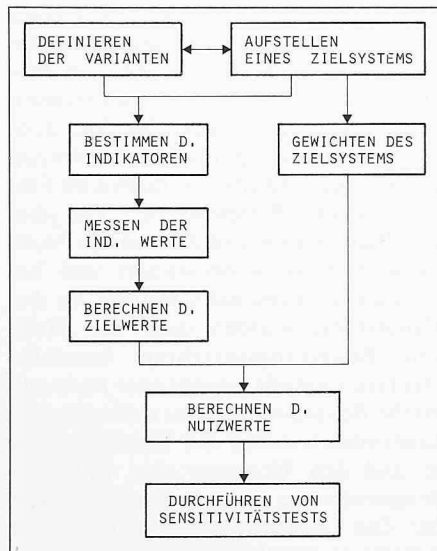 DEFINIEREN
DER VARIANTEN
AUFSTELLEN
EINES ZIELSYSTEMS
BESTIMMEN D.
INDIKATOREN
GEWICHTEN DES
ZIELSYSTEMS
MESSEN DER
IND. WERTE
BERECHNEN D.
ZIELWERTE
BERECHNEN D.
NUTZWERTE
DURCHFÜHREN VON
SENSITIVITÄTSTESTS